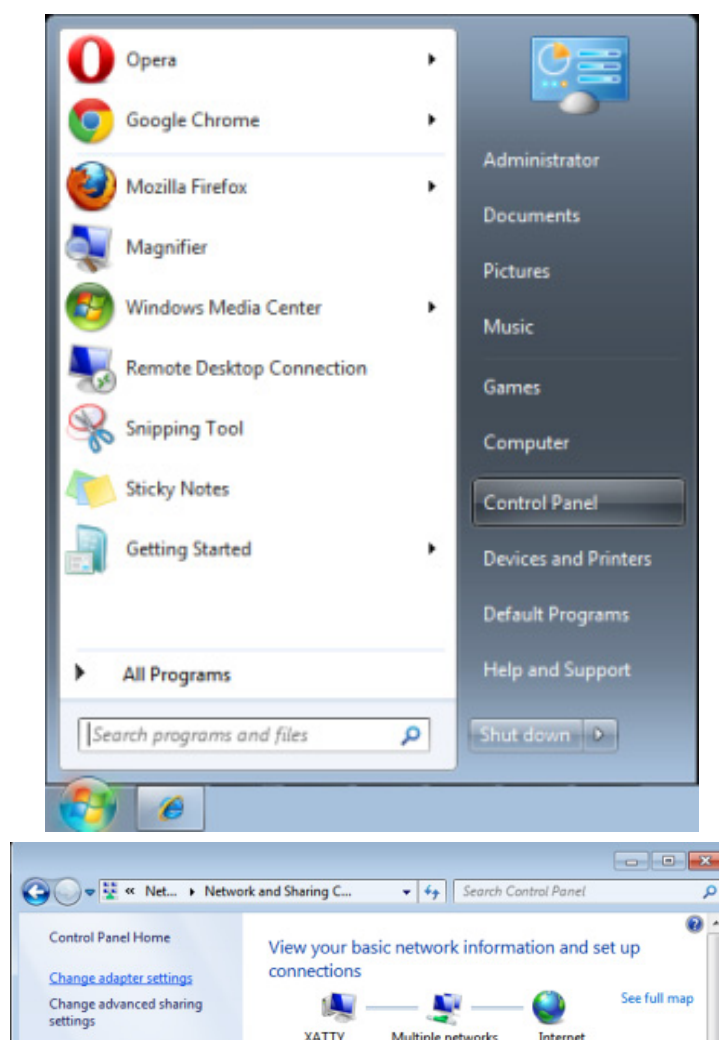 Opera
Google Chrome
Mozilla Firefox
Magnifier
Windows Media Center
Remote Desktop Connection
Snipping Tool
Sticky Notes
Getting Started
All Programs
Search programs and files
Administrator
Documents
Pictures
Music
Games
Computer
Control Panel
Devices and Printers
Default Programs
Help and Support
Shut down
« Net... Network and Sharing C...
Search Control Panel
Control Panel Home
Change adapter settings
Change advanced sharing
settings
View your basic network information and set up
connections
See full map
XATTY Multiple networks Internet